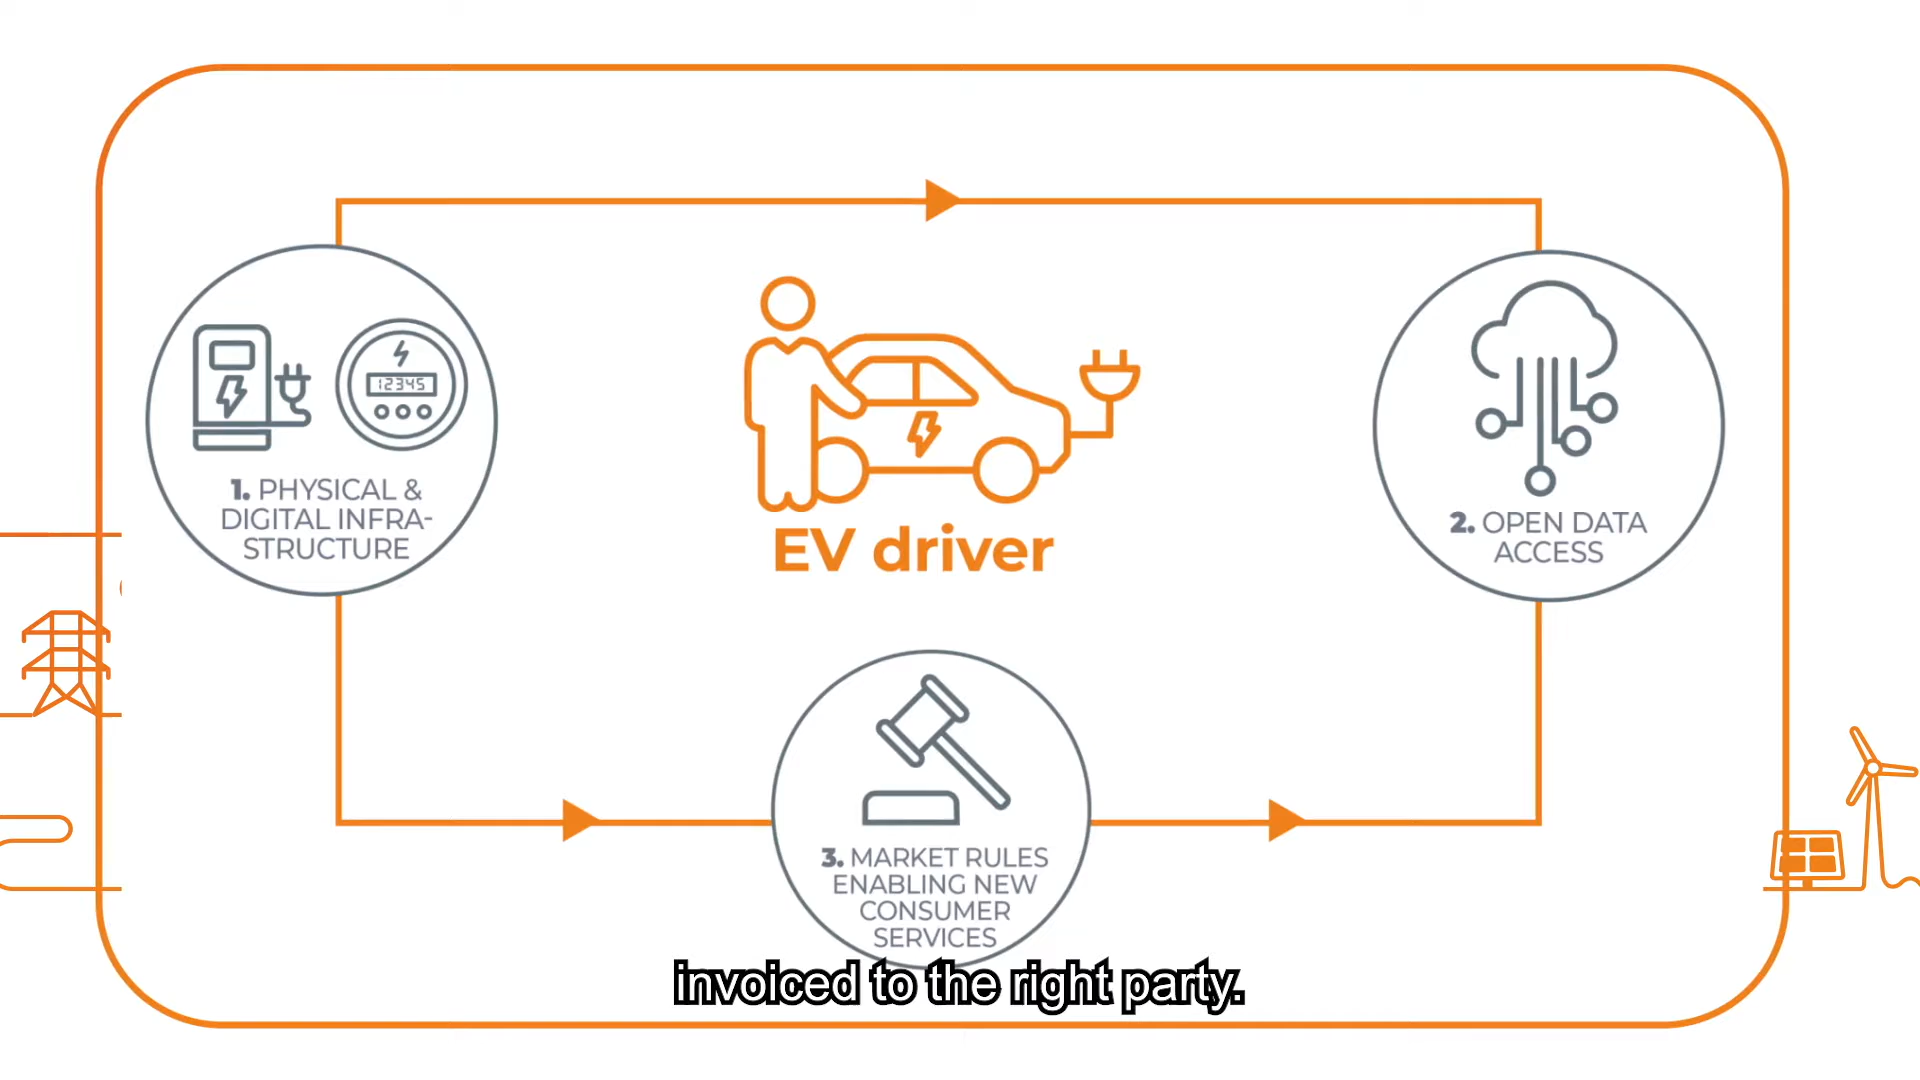 12345
1. PHYSICAL &
DIGITAL INFRA-
STRUCTURE
EV driver
2. OPEN DATA
ACCESS
3. MARKET RULES
ENABLING NEW
CONSUMER
SERVICES
invoiced to the right party.